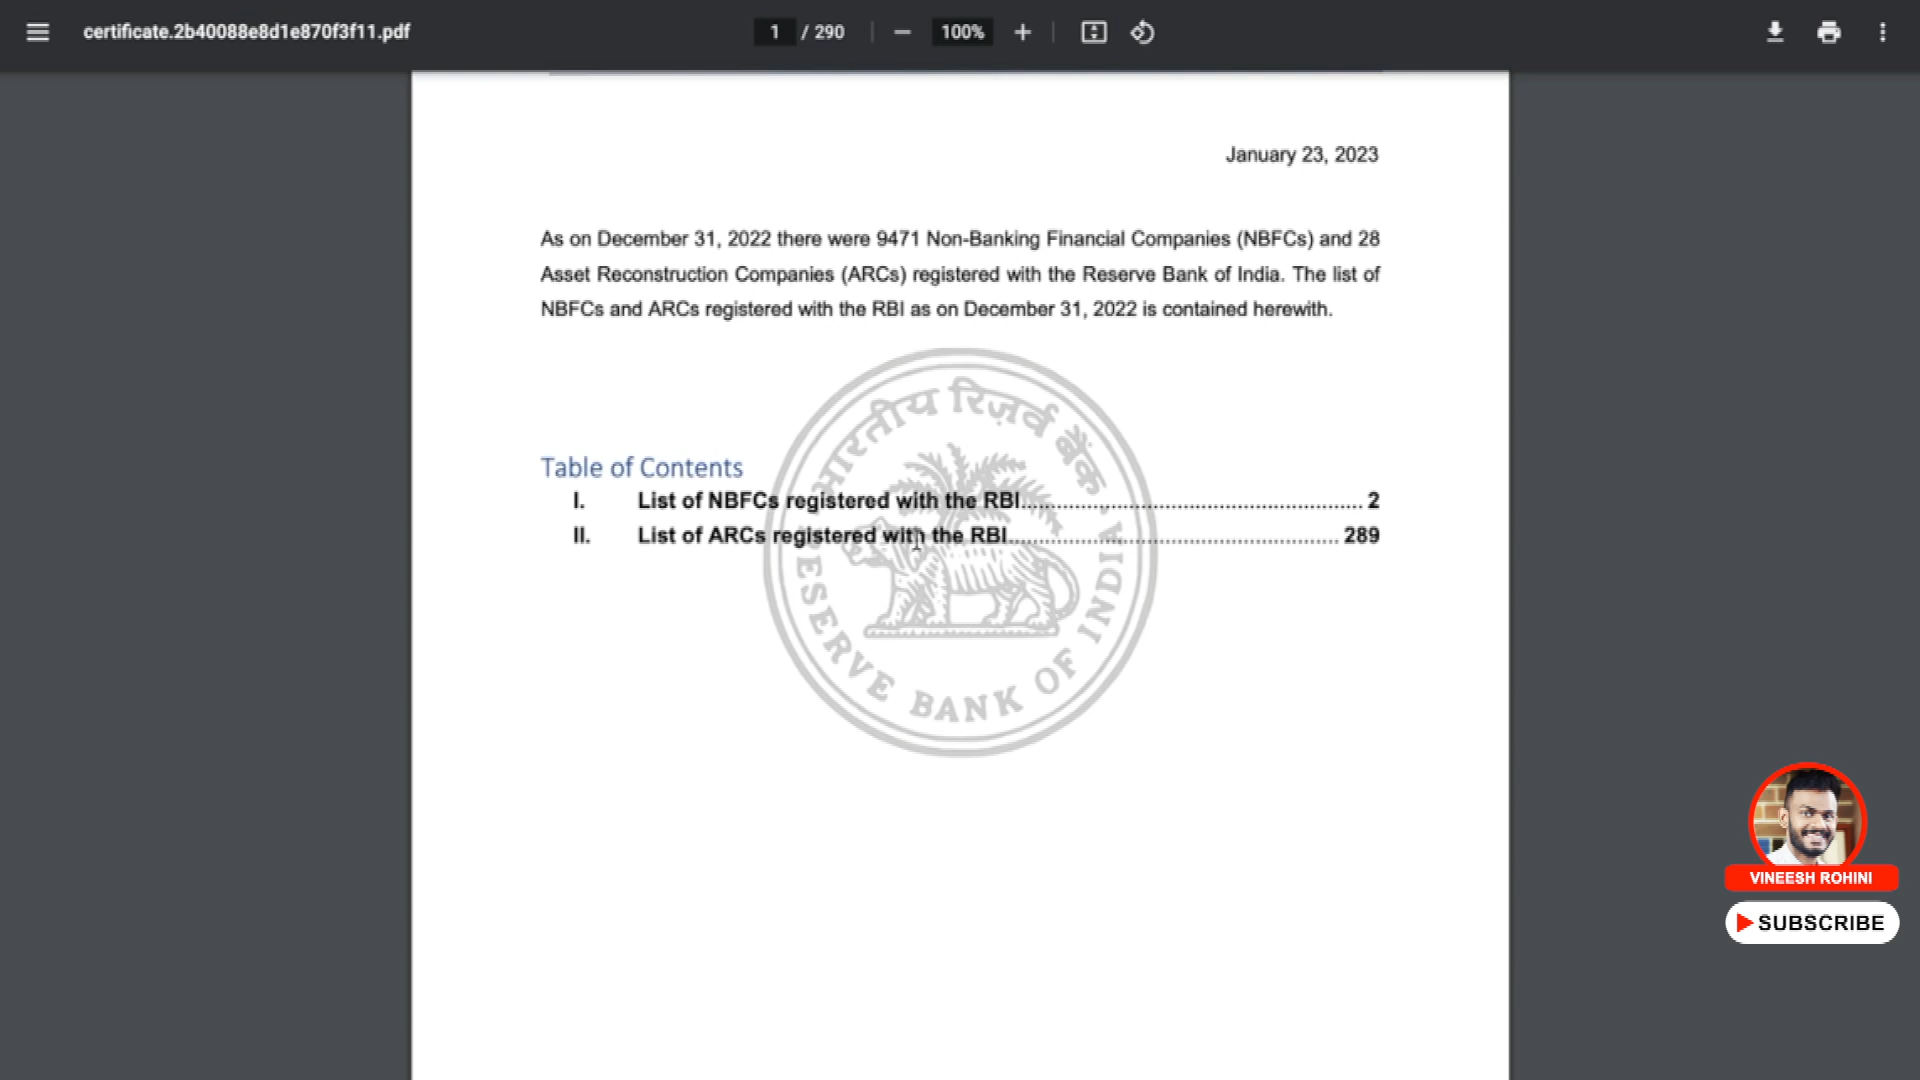 certificate.2b40088e8d1e870f3f11.pdf
1 / 290
100%
January 23, 2023
As on December 31, 2022 there were 9471 Non-Banking Financial Companies (NBFCs) and 28
Asset Reconstruction Companies (ARCs) registered with the Reserve Bank of India. The list of
NBFCs and ARCs registered with the RBI as on December 31, 2022 is contained herewith.
भारतीय रिज़र्व बैंक
Table of Contents
I. List of NBFCs registered with the RBI 2
II. List of ARCs registered with the RBI 289
RESERVE BANK OF INDIA
VINEESH ROHINI
SUBSCRIBE